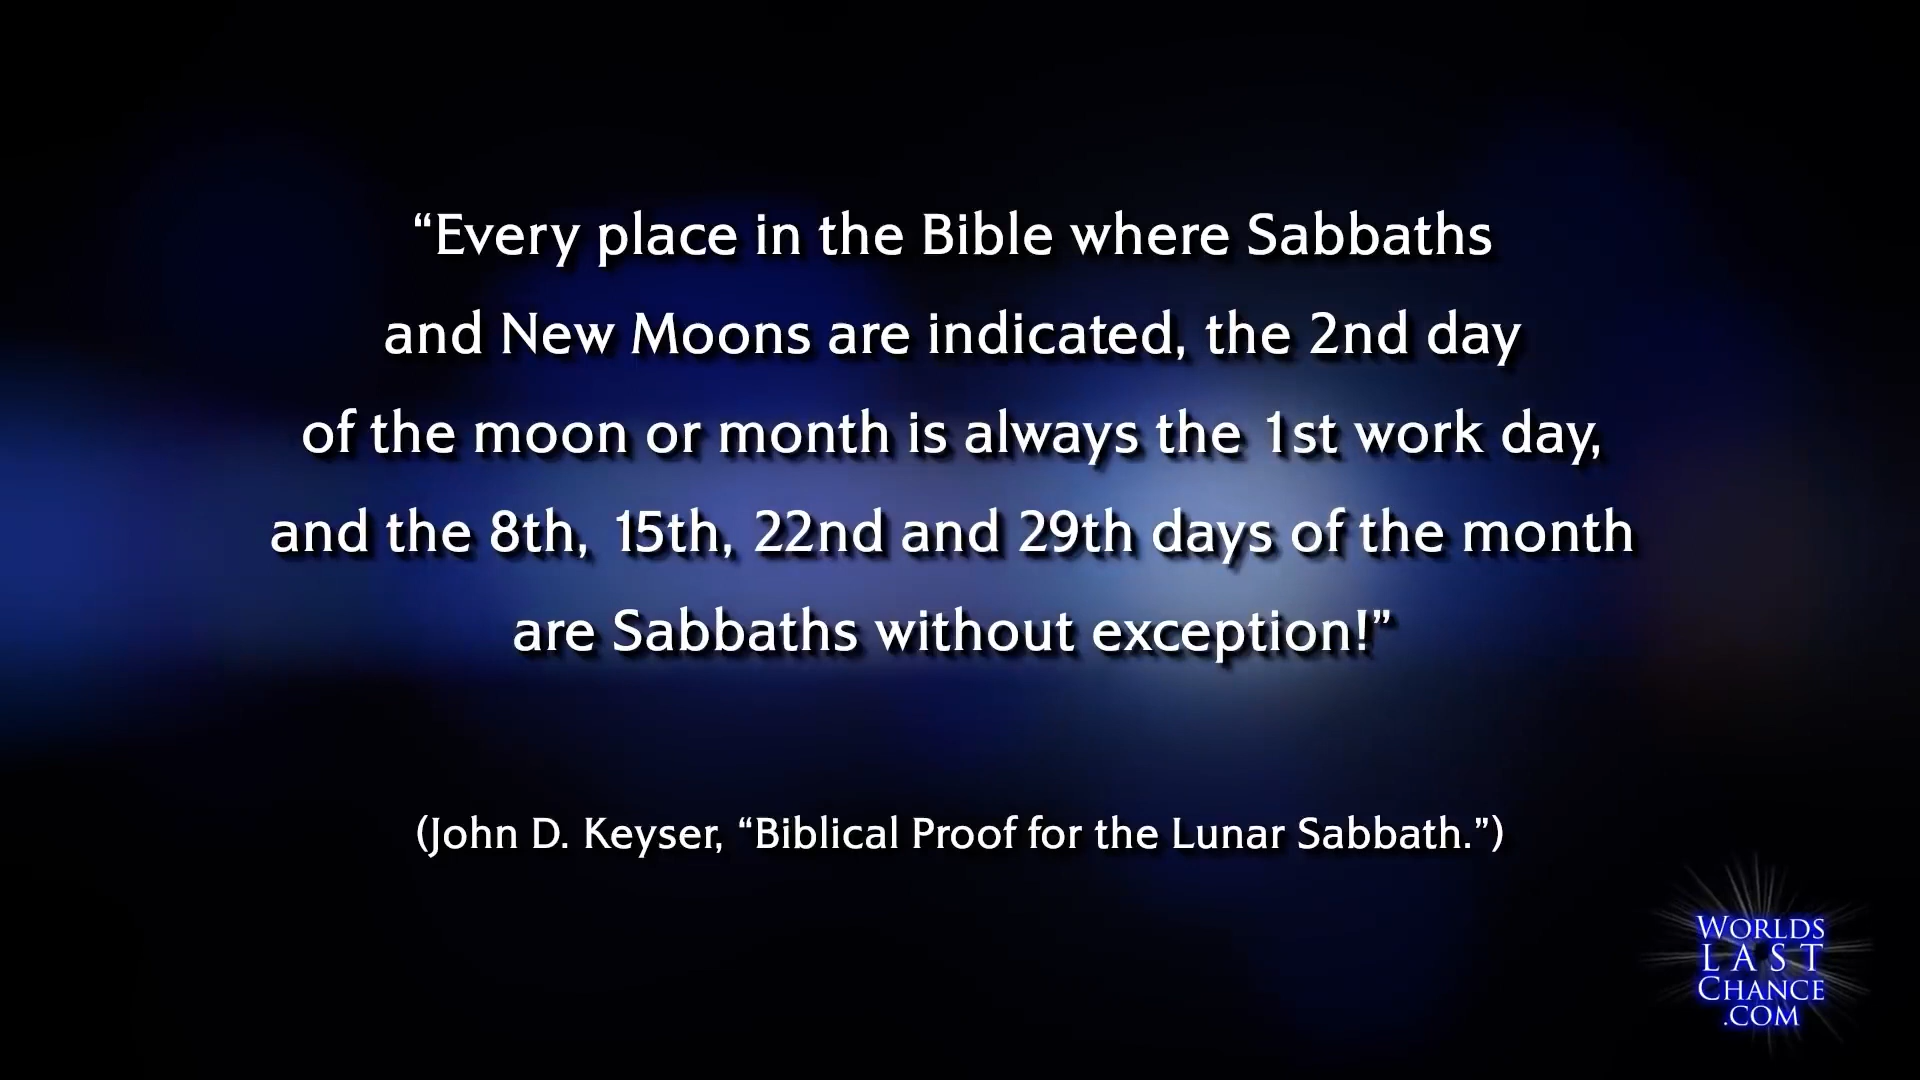 “Every place in the Bible where Sabbaths
and New Moons are indicated, the 2nd day
of the moon or month is always the 1st work day,
and the 8th, 15th, 22nd and 29th days of the month
are Sabbaths without exception!”
(John D. Keyser, “Biblical Proof for the Lunar Sabbath.”)
WORLDS
LAST
CHANCE
.COM